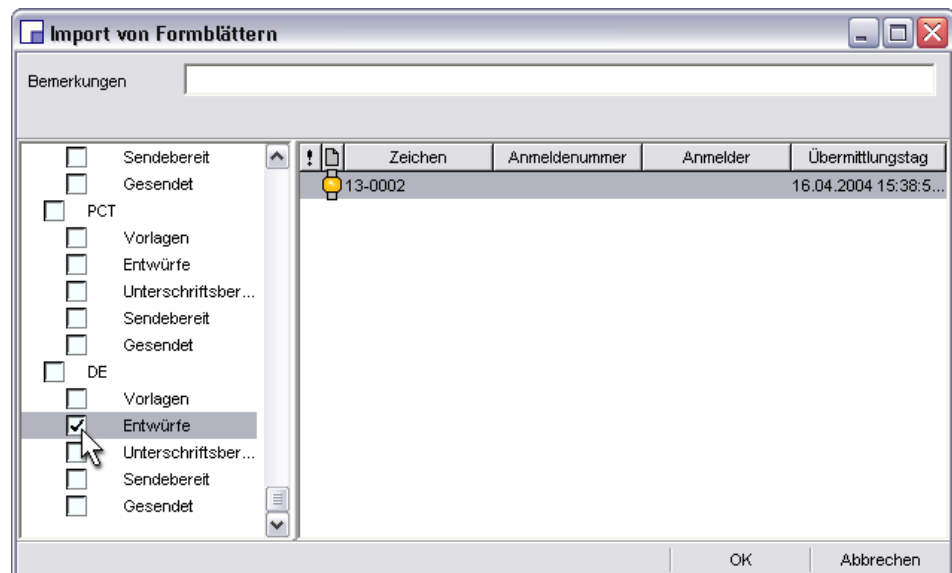 Import von Formblättern
Bemerkungen
Sendebereit
Gesendet
PCT
Vorlagen
Entwürfe
Unterschriftsber...
Sendebereit
Gesendet
DE
Vorlagen
Entwürfe
Unterschriftsber...
Sendebereit
Gesendet
! Zeichen Anmeldenummer Anmelder Übermittlungstag
13-0002 16.04.2004 15:38:5...
OK Abbrechen